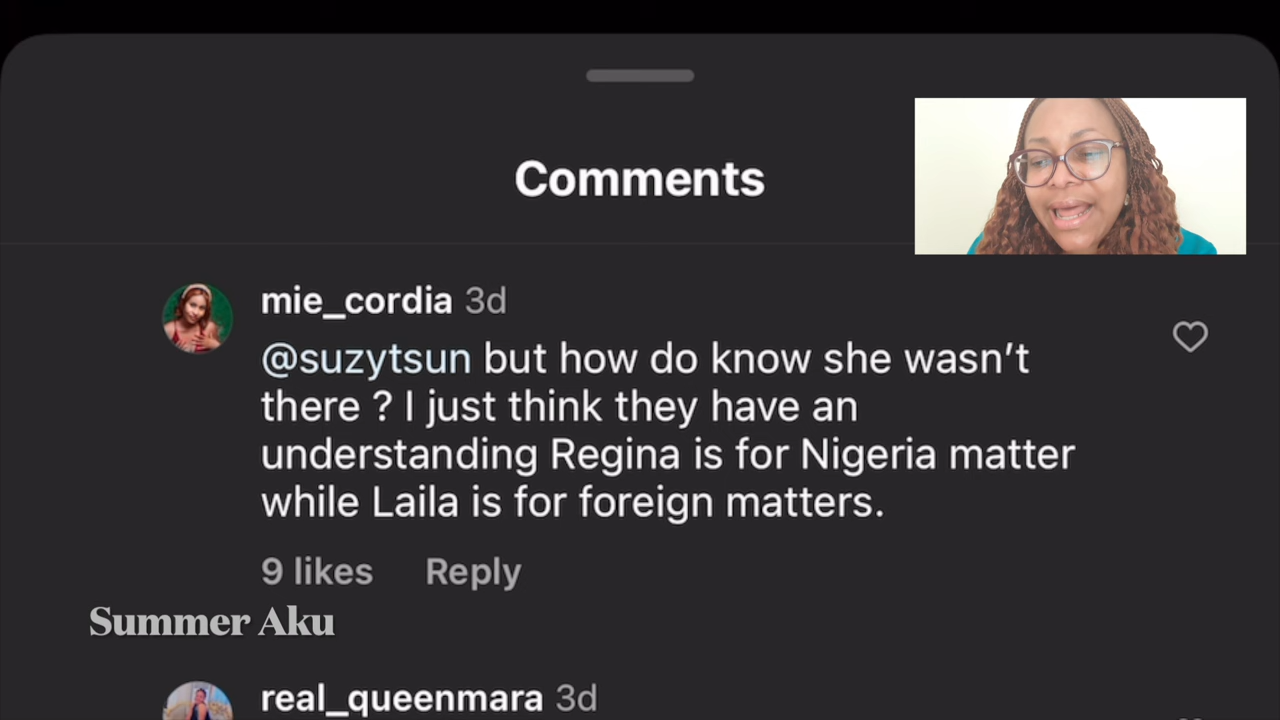 Comments
mie_cordia 3d
@suzytsun but how do know she wasn’t
there ? I just think they have an
understanding Regina is for Nigeria matter
while Laila is for foreign matters.
9 likes Reply
Summer Aku
real_queenmara 3d